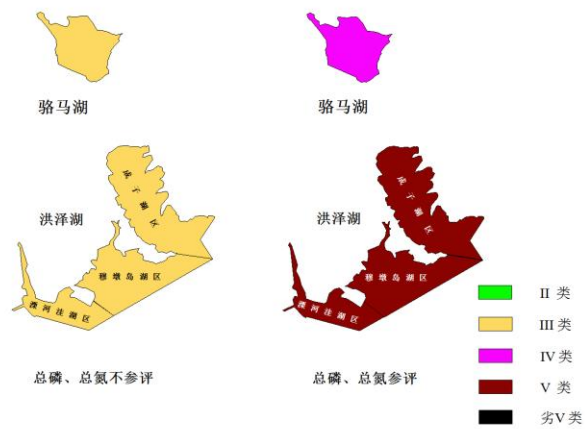 骆马湖
骆马湖
成子湖区
洪泽湖
穆墩岛湖区
溧河洼湖区
总磷、总氮不参评
成子湖区
洪泽湖
穆墩岛湖区
溧河洼湖区
总磷、总氮参评
II 类
III 类
IV 类
V 类
劣V 类